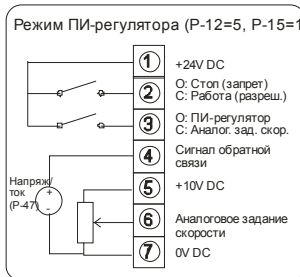 Режим ПИ-регулятора (P-12=5, P-15=1
1
+24V DC
2
О: Стоп (запрет)
С: Работа (разреш.)
3
О: ПИ-регулятор
С: Аналог. зад. скор.
4
Сигнал обратной
связи
Напряж/
ток
(P-47)
+
-
5
+10V DC
6
Аналоговое задание
скорости
7
0V DC